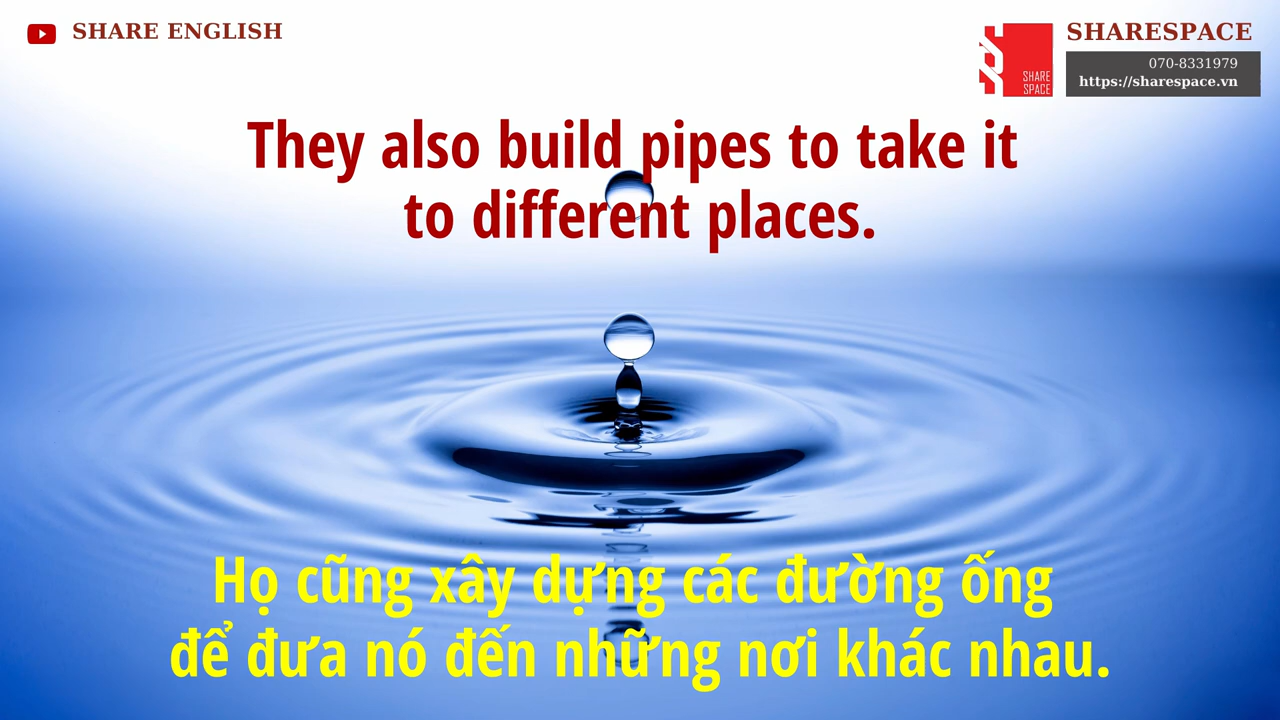 SHARE ENGLISH
SHARESPACE
070-8331979
https://sharespace.vn
SHARE
SPACE
They also build pipes to take it
to different places.
Họ cũng xây dựng các đường ống
để đưa nó đến những nơi khác nhau.